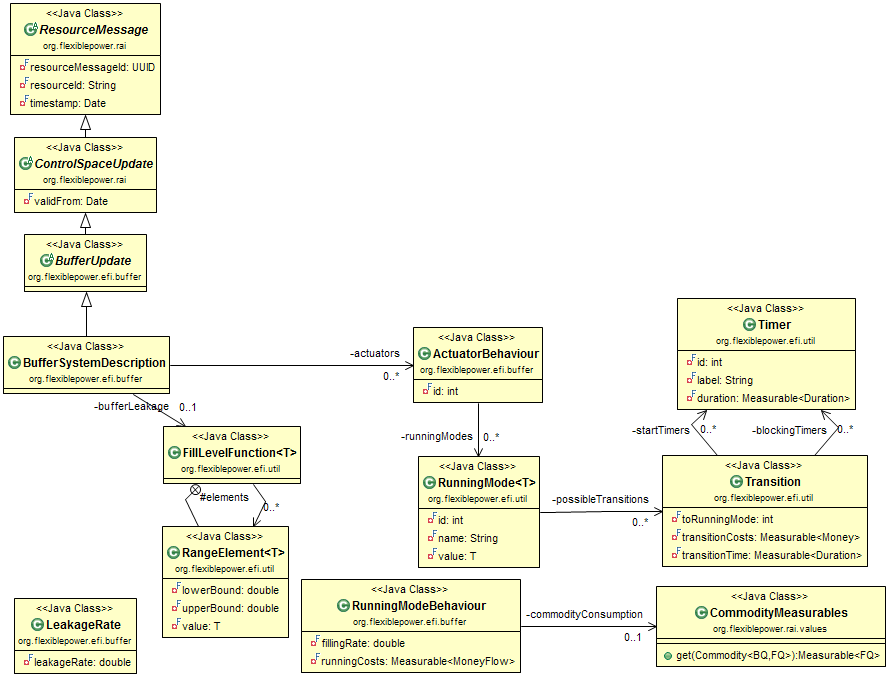 <<Java Class>>
ResourceMessage
org.flexiblepower.rai
resourceMessageId: UUID
resourceId: String
timestamp: Date
<<Java Class>>
ControlSpaceUpdate
org.flexiblepower.rai
validFrom: Date
<<Java Class>>
BufferUpdate
org.flexiblepower.efi.buffer
<<Java Class>>
BufferSystemDescription
org.flexiblepower.efi.buffer
-actuators
0..*
<<Java Class>>
ActuatorBehaviour
org.flexiblepower.efi.buffer
id: int
<<Java Class>>
Timer
org.flexiblepower.efi.util
id: int
label: String
duration: Measurable<Duration>
-bufferLeakage 0..1
-runningModes 0..*
-startTimers 0..*
-blockingTimers 0..*
<<Java Class>>
FillLevelFunction<T>
org.flexiblepower.efi.util
#elements
0..*
<<Java Class>>
RunningMode<T>
org.flexiblepower.efi.util
id: int
name: String
value: T
-possibleTransitions
0..*
<<Java Class>>
Transition
org.flexiblepower.efi.util
toRunningMode: int
transitionCosts: Measurable<Money>
transitionTime: Measurable<Duration>
<<Java Class>>
RangeElement<T>
org.flexiblepower.efi.util
lowerBound: double
upperBound: double
value: T
<<Java Class>>
LeakageRate
org.flexiblepower.efi.buffer
leakageRate: double
<<Java Class>>
RunningModeBehaviour
org.flexiblepower.efi.buffer
fillingRate: double
runningCosts: Measurable<MoneyFlow>
-commodityConsumption
0..1
<<Java Class>>
CommodityMeasurables
org.flexiblepower.rai.values
get(Commodity<BQ,FQ>):Measurable<FQ>